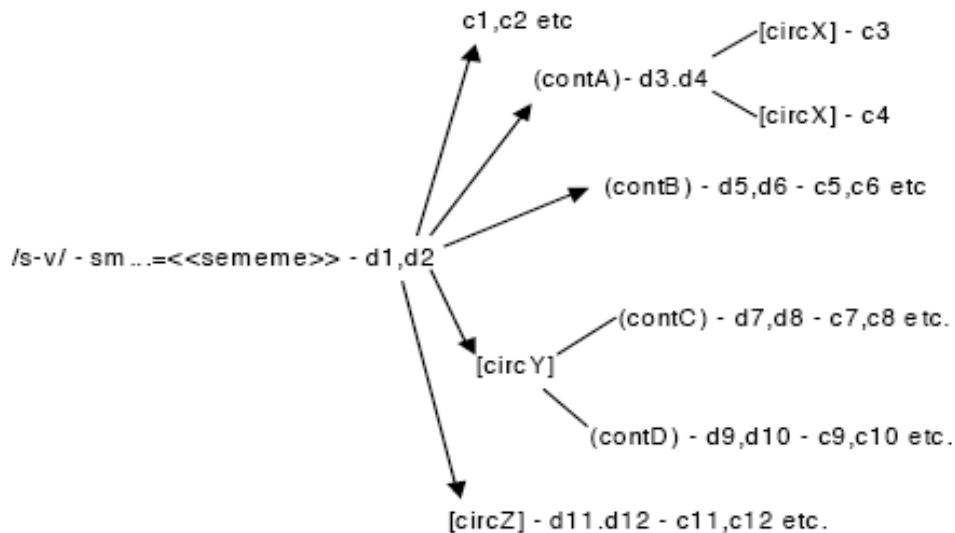 c1,c2 etc
[circX] - c3
(contA)- d3.d4
[circX] - c4
(contB) - d5,d6 - c5,c6 etc
/s-v/ - sm ...=<<sememe>> - d1,d2
(contC) - d7,d8 - c7,c8 etc.
[circY]
(contD) - d9,d10 - c9,c10 etc.
[circZ] - d11.d12 - c11,c12 etc.